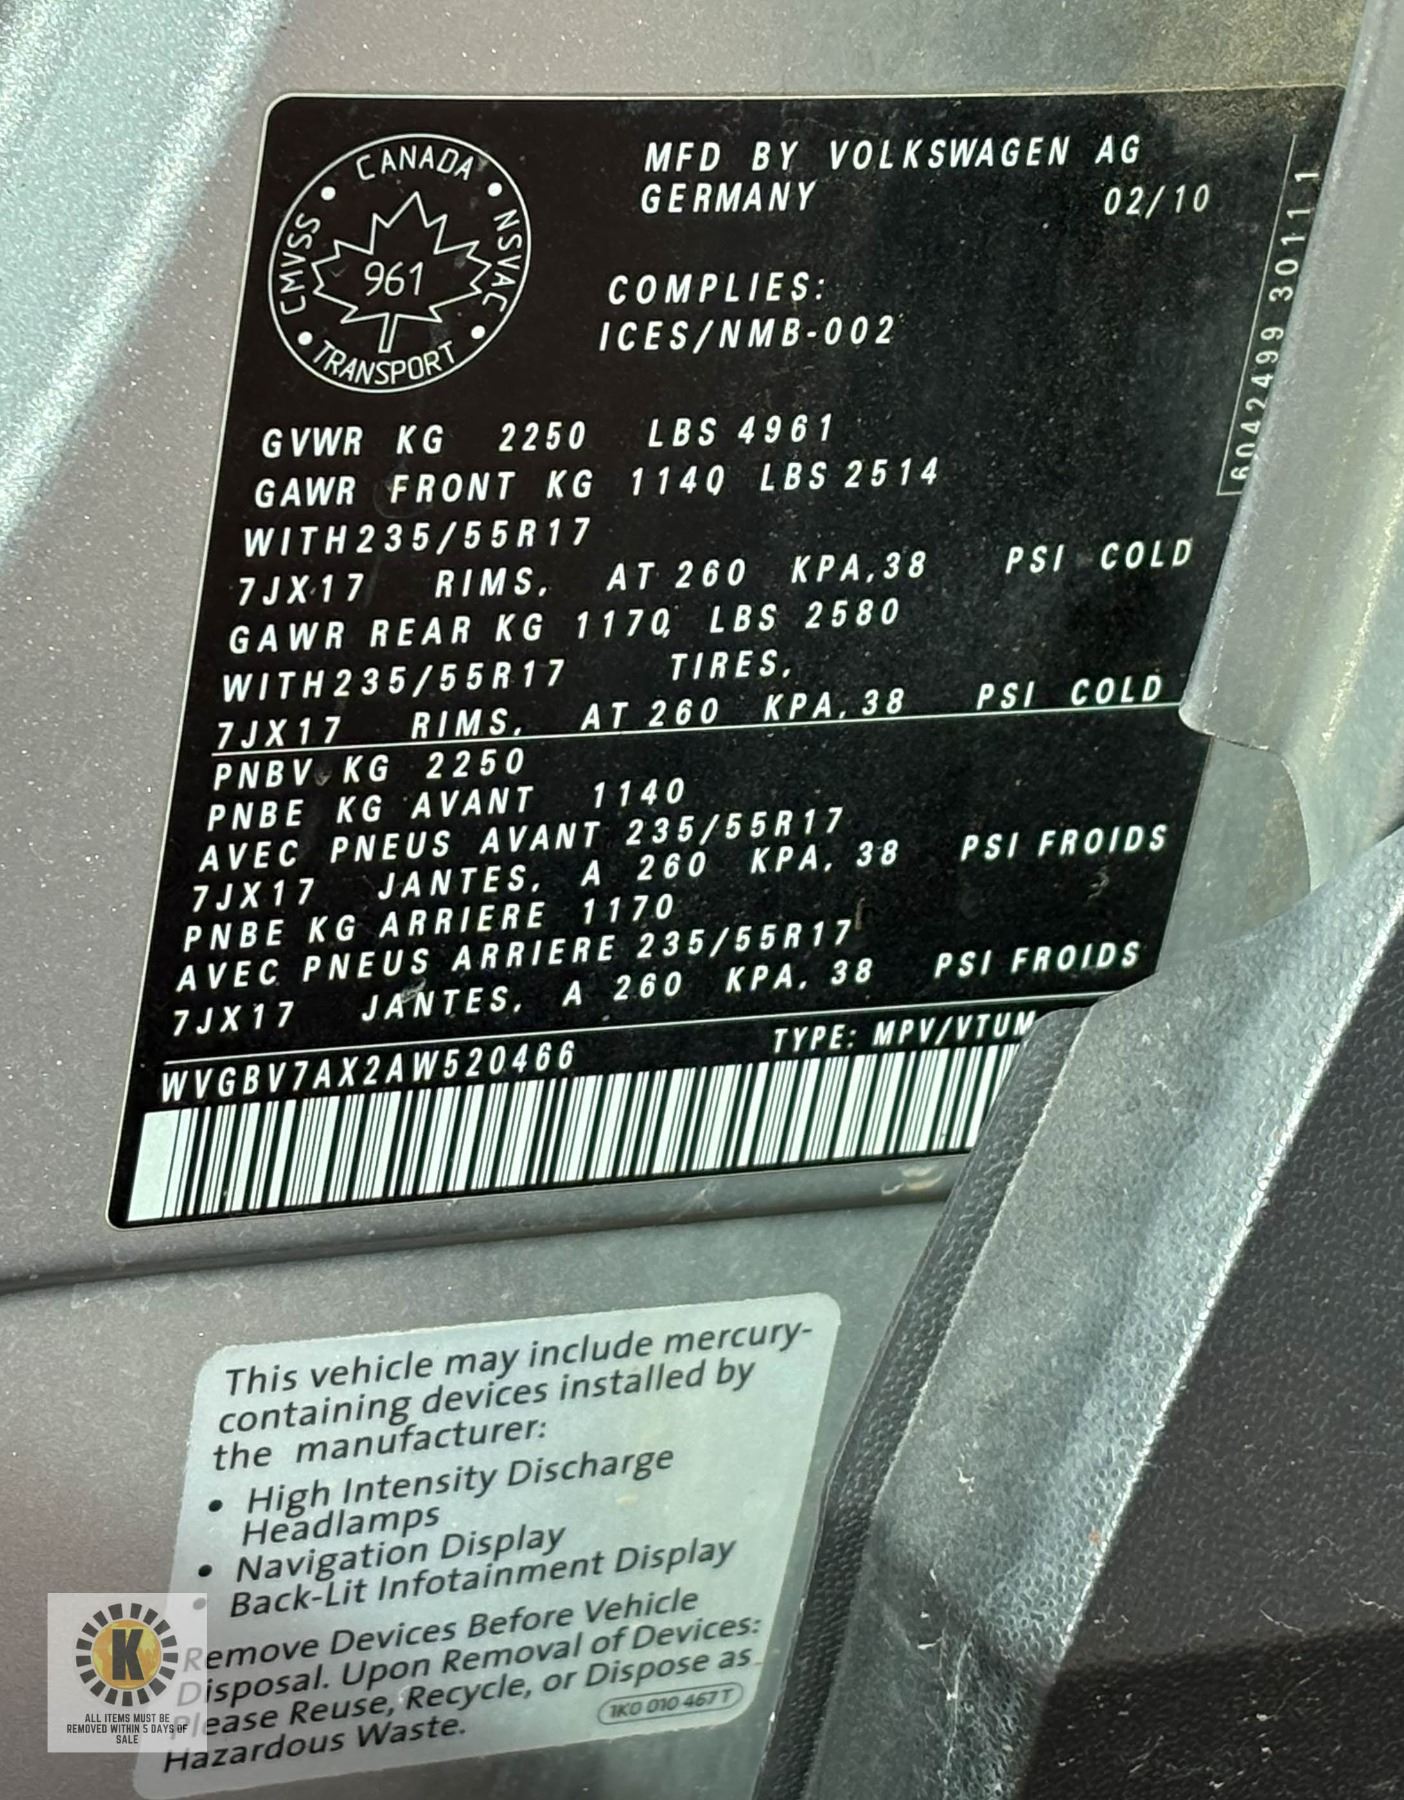 CANADA
CMVSS
NSVAC
961
TRANSPORT
MFD BY VOLKSWAGEN AG
GERMANY 02/10
COMPLIES:
ICES/NMB-002
6042499 30111
GVWR KG 2250 LBS 4961
GAWR FRONT KG 1140 LBS 2514
WITH235/55R17
7JX17 RIMS, AT 260 KPA,38 PSI COLD
GAWR REAR KG 1170, LBS 2580
WITH235/55R17 TIRES,
7JX17 RIMS, AT 260 KPA,38 PSI COLD
PNBV KG 2250
PNBE KG AVANT 1140
AVEC PNEUS AVANT 235/55R17
7JX17 JANTES, A 260 KPA, 38 PSI FROIDS
PNBE KG ARRIERE 1170
AVEC PNEUS ARRIERE 235/55R17
7JX17 JANTES, A 260 KPA, 38 PSI FROIDS
WVGBV7AX2AW520466 TYPE: MPV/VTUM
This vehicle may include mercury-
containing devices installed by
the manufacturer:
• High Intensity Discharge
Headlamps
• Navigation Display
• Back-Lit Infotainment Display
Remove Devices Before Vehicle
Disposal. Upon Removal of Devices:
Please Reuse, Recycle, or Dispose as
Hazardous Waste.
1K0 010 467 T
K
ALL ITEMS MUST BE
REMOVED WITHIN 5 DAYS OF
SALE